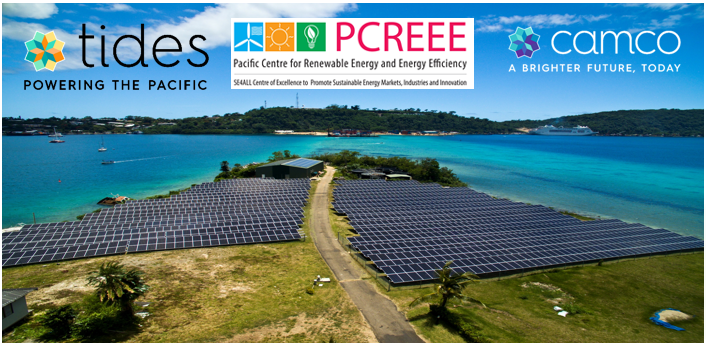 tides
POWERING THE PACIFIC
PCREEE
Pacific Centre for Renewable Energy and Energy Efficiency
SE4ALL Centre of Excellence to Promote Sustainable Energy Markets, Industries and Innovation
camco
A BRIGHTER FUTURE, TODAY